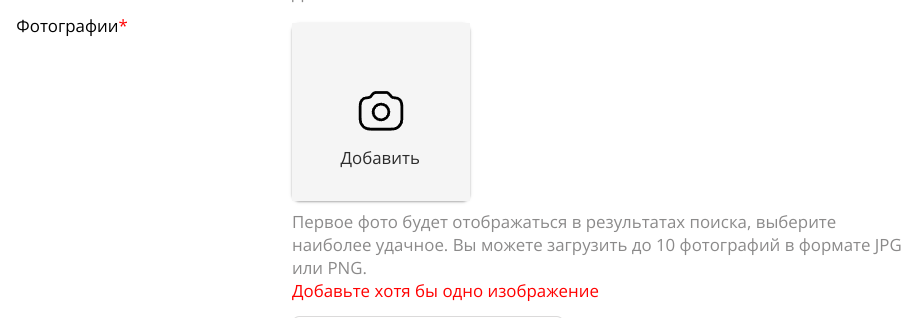 Фотографии*
Добавить
Первое фото будет отображаться в результатах поиска, выберите
наиболее удачное. Вы можете загрузить до 10 фотографий в формате JPG
или PNG.
Добавьте хотя бы одно изображение